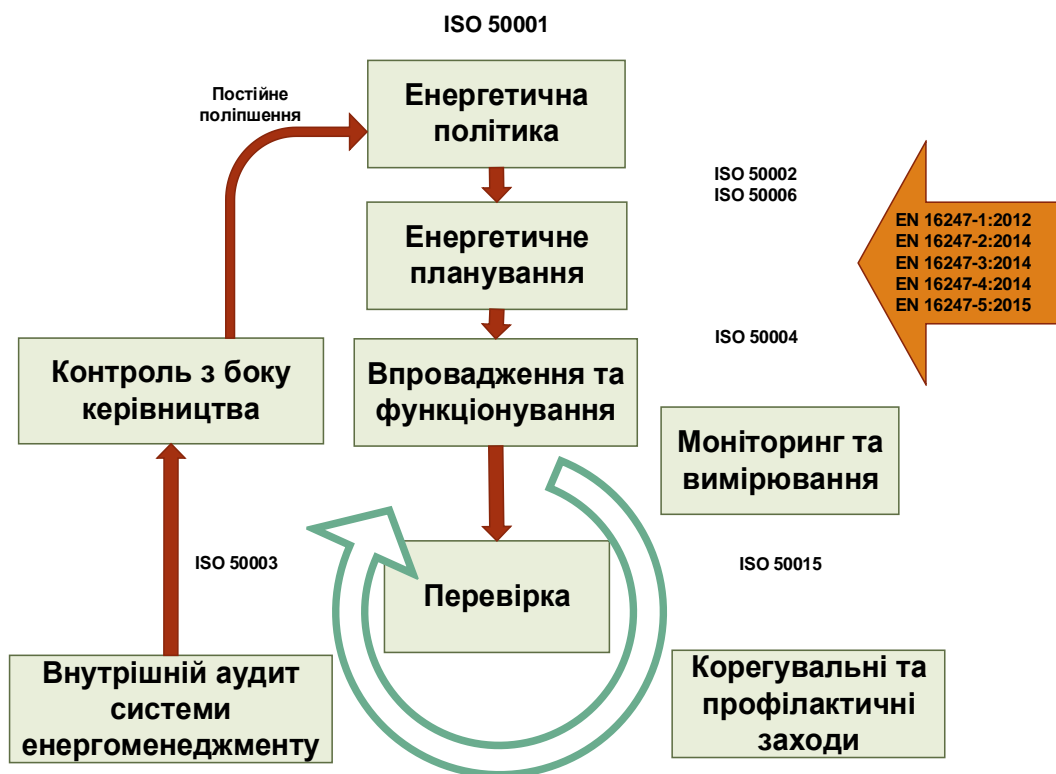 ISO 50001
Постійне
поліпшення
Енергетична
політика
ISO 50002
ISO 50006
EN 16247-1:2012
EN 16247-2:2014
EN 16247-3:2014
EN 16247-4:2014
EN 16247-5:2015
Енергетичне
планування
ISO 50004
Контроль з боку
керівництва
Впровадження та
функціонування
Моніторинг та
вимірювання
ISO 50003
ISO 50015
Перевірка
Внутрішній аудит
системи
енергоменеджменту
Корегувальні та
профілактичні
заходи